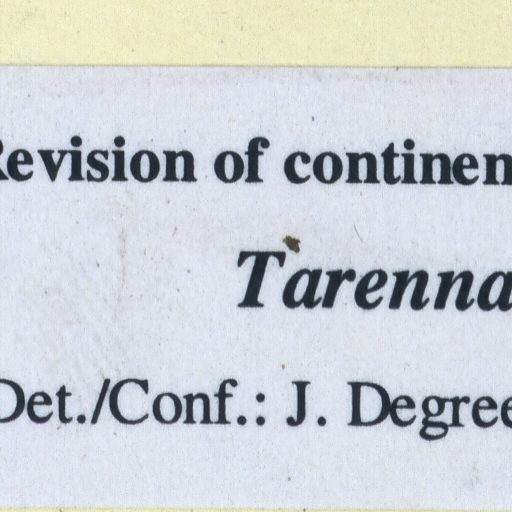 Revision of continen
Tarenna
Det./Conf.: J. Degree